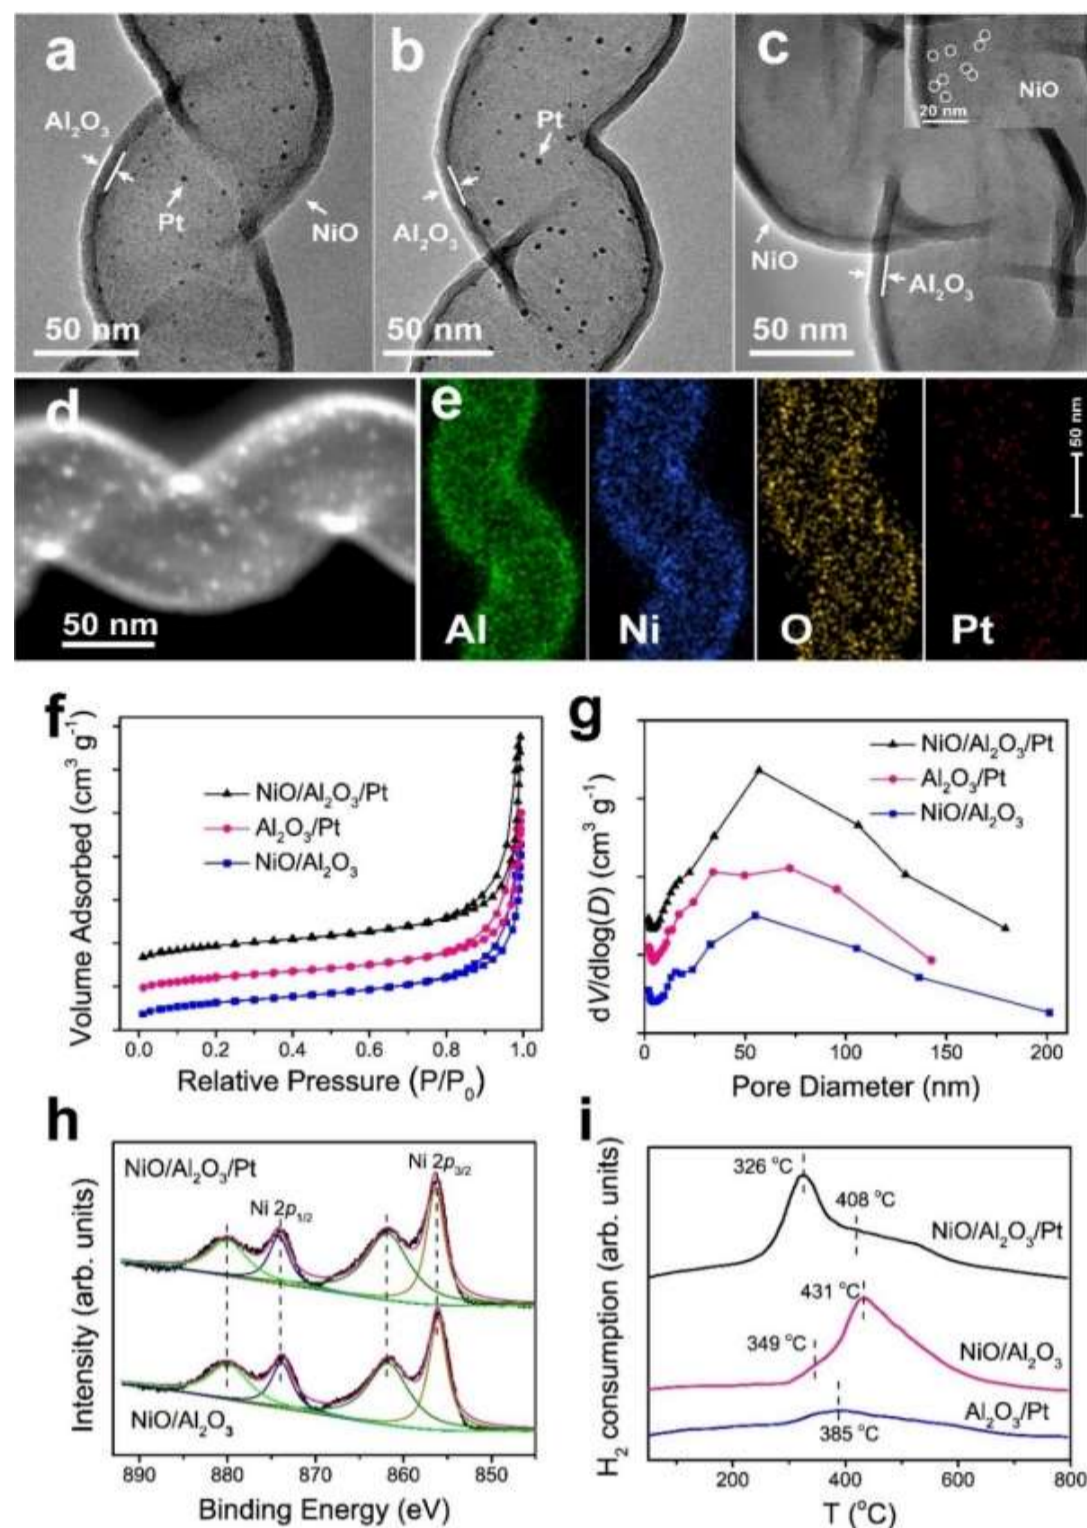 a
Al₂O₃
Pt
NiO
50 nm
b
Pt
Al₂O₃
50 nm
c
NiO
20 nm
NiO
Al₂O₃
50 nm
d
50 nm
e
Al
Ni
O
Pt
50 nm
f
Volume Adsorbed (cm³ g⁻¹)
NiO/Al₂O₃/Pt
Al₂O₃/Pt
NiO/Al₂O₃
0.0 0.2 0.4 0.6 0.8 1.0
Relative Pressure (P/P₀)
g
dV/dlog(D) (cm³ g⁻¹)
NiO/Al₂O₃/Pt
Al₂O₃/Pt
NiO/Al₂O₃
0 50 100 150 200
Pore Diameter (nm)
h
Intensity (arb. units)
NiO/Al₂O₃/Pt
Ni 2p₃/₂
Ni 2p₁/₂
NiO/Al₂O₃
890 880 870 860 850
Binding Energy (eV)
i
H₂ consumption (arb. units)
326 °C
408 °C
NiO/Al₂O₃/Pt
431 °C
349 °C
NiO/Al₂O₃
Al₂O₃/Pt
385 °C
200 400 600 800
T (°C)